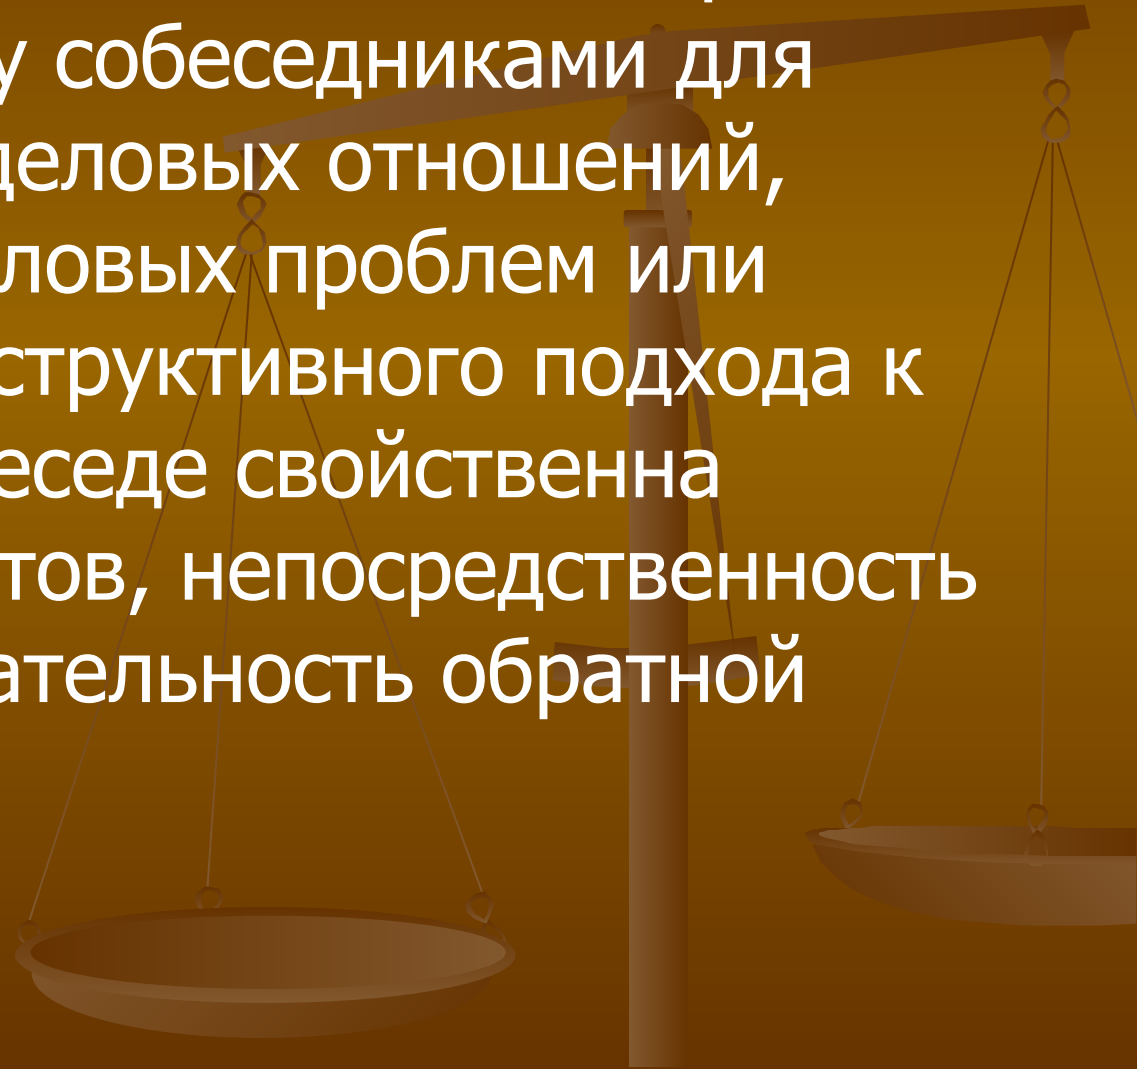 у собеседниками для
деловых отношений,
ловых проблем или
структивного подхода к
еседе свойственна
тов, непосредственность
ательность обратной